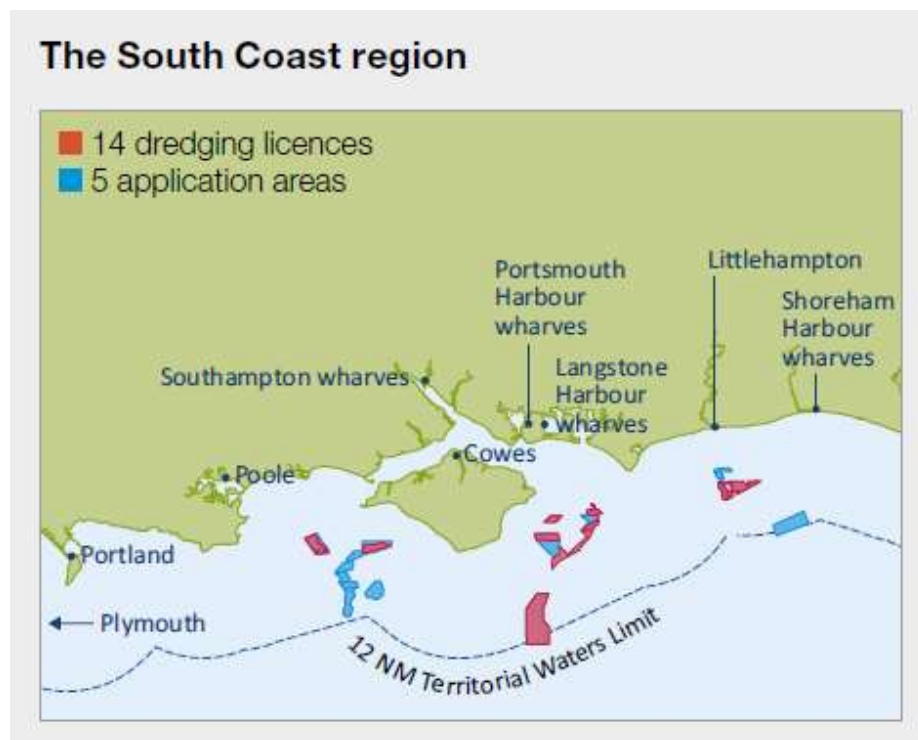 The South Coast region
14 dredging licences
5 application areas
Portsmouth
Harbour
wharves
Littlehampton
Shoreham
Harbour
wharves
Langstone
Harbour
wharves
Southampton wharves
Cowes
Poole
Portland
Plymouth
12 NM Territorial Waters Limit